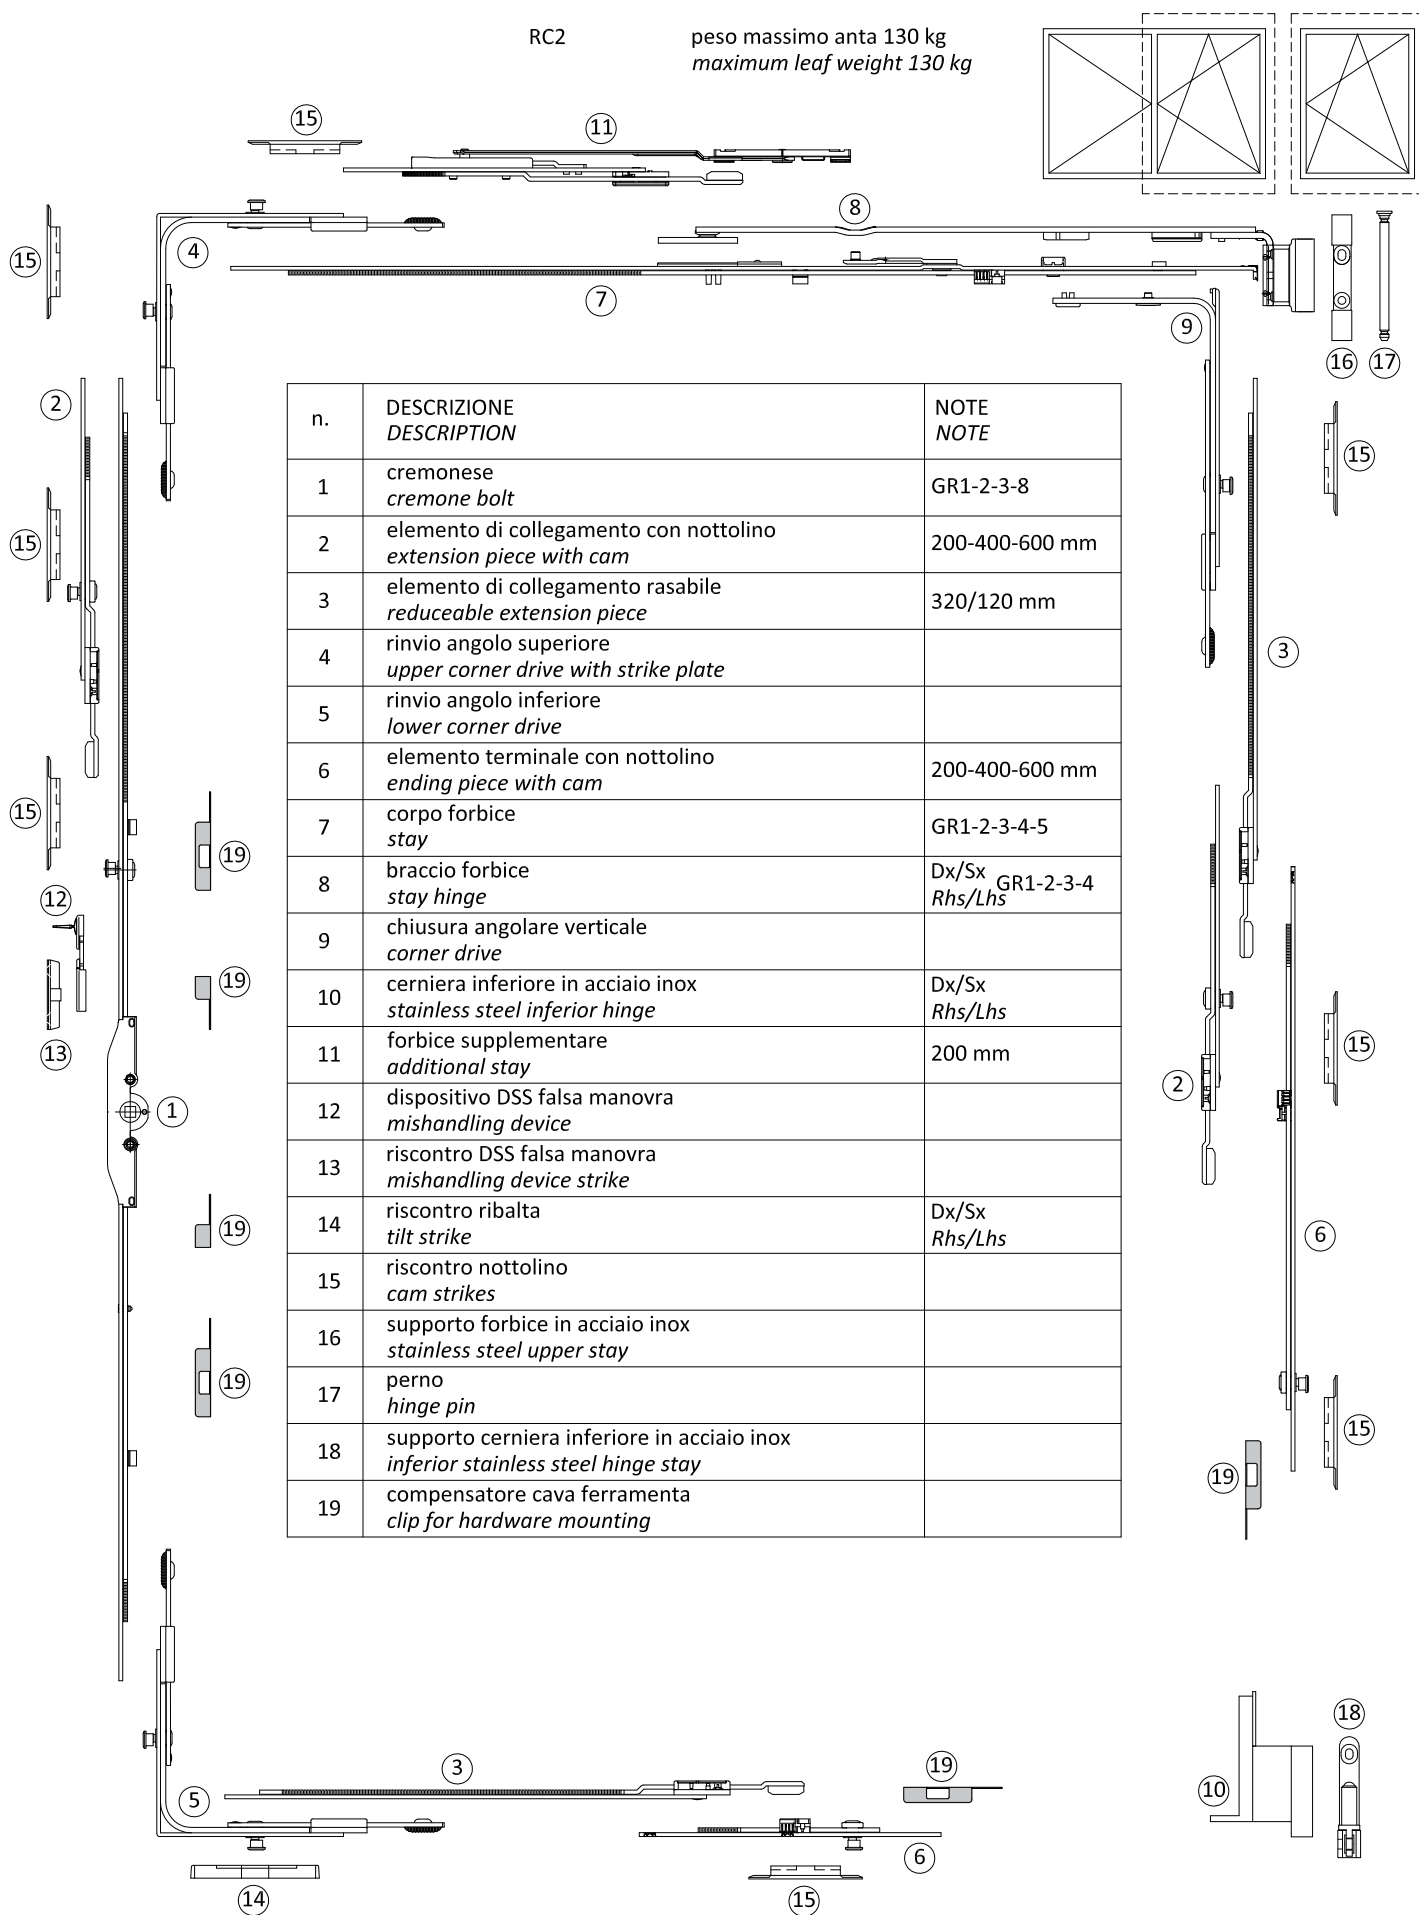 RC2
peso massimo anta 130 kg
maximum leaf weight 130 kg
15
11
8
4
15
7
9
16
17
2
15
15
3
15
19
12
19
13
1
2
15
19
6
19
15
19
18
3
19
10
5
6
14
15
n.
DESCRIZIONE
DESCRIPTION
NOTE
NOTE
1
cremonese
cremone bolt
GR1-2-3-8
2
elemento di collegamento con nottolino
extension piece with cam
200-400-600 mm
3
elemento di collegamento rasabile
reduceable extension piece
320/120 mm
4
rinvio angolo superiore
upper corner drive with strike plate
5
rinvio angolo inferiore
lower corner drive
6
elemento terminale con nottolino
ending piece with cam
200-400-600 mm
7
corpo forbice
stay
GR1-2-3-4-5
8
braccio forbice
stay hinge
Dx/Sx
Rhs/Lhs
GR1-2-3-4
9
chiusura angolare verticale
corner drive
10
cerniera inferiore in acciaio inox
stainless steel inferior hinge
Dx/Sx
Rhs/Lhs
11
forbice supplementare
additional stay
200 mm
12
dispositivo DSS falsa manovra
mishandling device
13
riscontro DSS falsa manovra
mishandling device strike
14
riscontro ribalta
tilt strike
Dx/Sx
Rhs/Lhs
15
riscontro nottolino
cam strikes
16
supporto forbice in acciaio inox
stainless steel upper stay
17
perno
hinge pin
18
supporto cerniera inferiore in acciaio inox
inferior stainless steel hinge stay
19
compensatore cava ferramenta
clip for hardware mounting